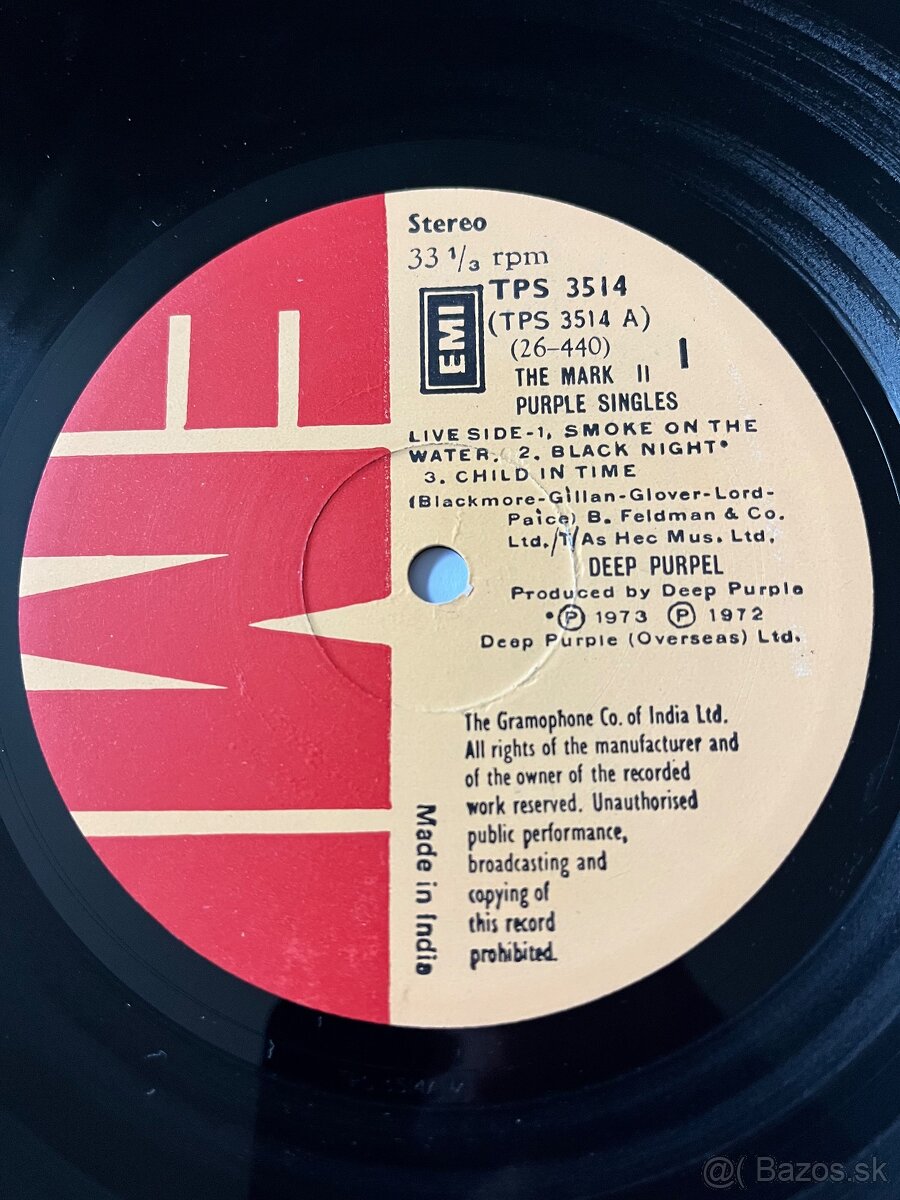 Stereo
33 1/3 rpm
EMI
TPS 3514
(TPS 3514 A)
(26-440)
I
THE MARK II
PURPLE SINGLES
LIVE SIDE-1, SMOKE ON THE
WATER. 2. BLACK NIGHT*
3. CHILD IN TIME
(Blackmore-Gillan-Glover-Lord-
Paice) B. Feldman & Co.
Ltd./T/As Hec Mus. Ltd.
DEEP PURPEL
Produced by Deep Purple
*Ⓟ 1973 Ⓟ 1972
Deep Purple (Overseas) Ltd.
The Gramophone Co. of India Ltd.
All rights of the manufacturer and
of the owner of the recorded
work reserved. Unauthorised
public performance,
broadcasting and
copying of
this record
prohibited.
Made in India
@( Bazos.sk